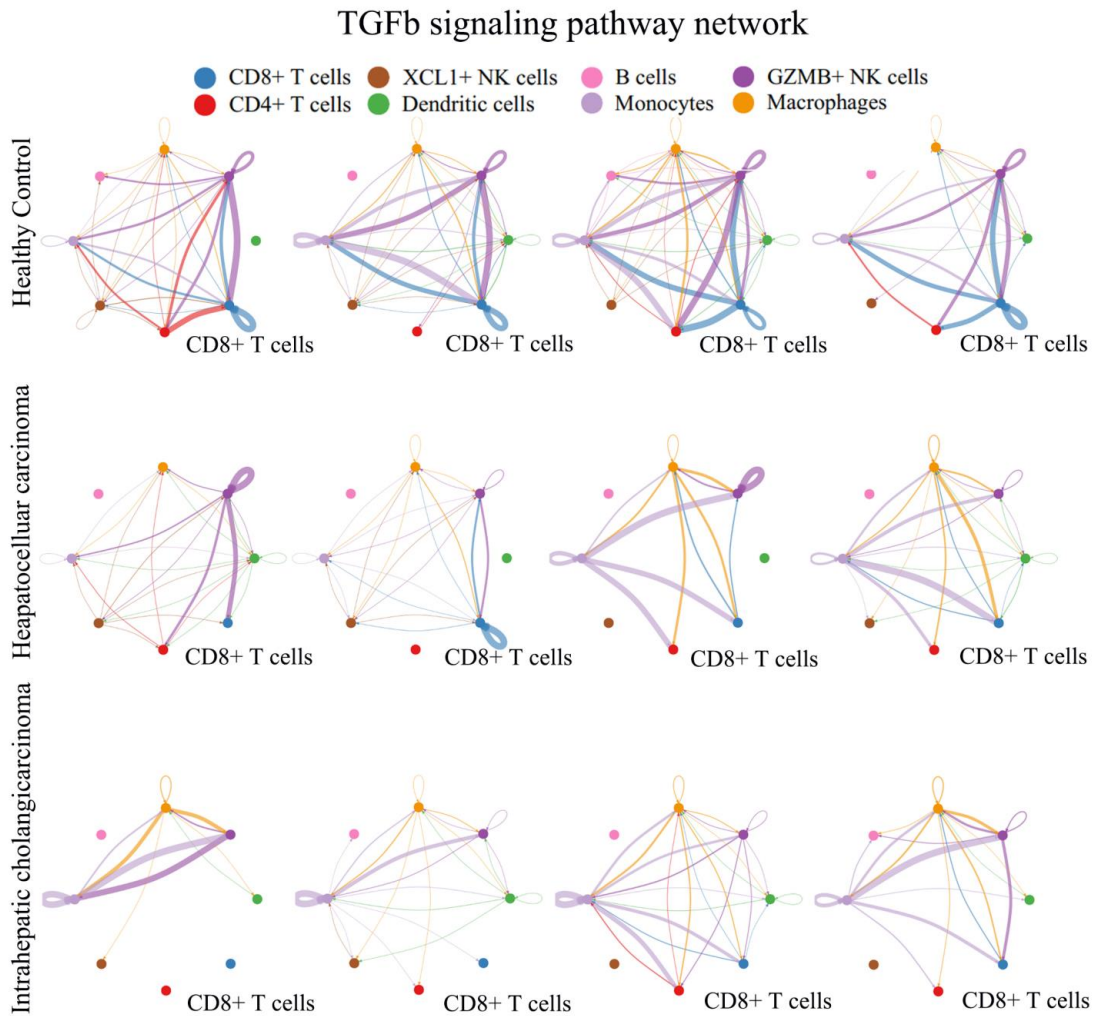 TGFb signaling pathway network
CD8+ T cells XCL1+ NK cells B cells GZMB+ NK cells
CD4+ T cells Dendritic cells Monocytes Macrophages
Healthy Control
CD8+ T cells CD8+ T cells CD8+ T cells CD8+ T cells
Heapatocelluar carcinoma
CD8+ T cells CD8+ T cells CD8+ T cells CD8+ T cells
Intrahepatic cholangicarcinoma
CD8+ T cells CD8+ T cells CD8+ T cells CD8+ T cells